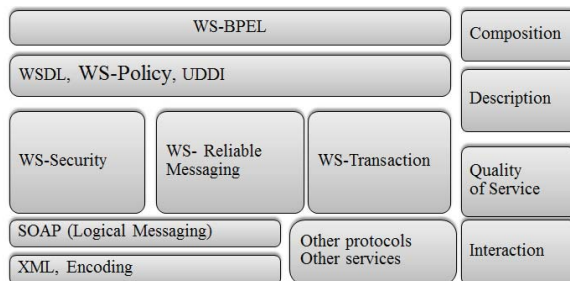 WS-BPEL
Composition
WSDL, WS-Policy, UDDI
Description
WS-Security
WS- Reliable
Messaging
WS-Transaction
Quality
of Service
SOAP (Logical Messaging)
XML, Encoding
Other protocols
Other services
Interaction